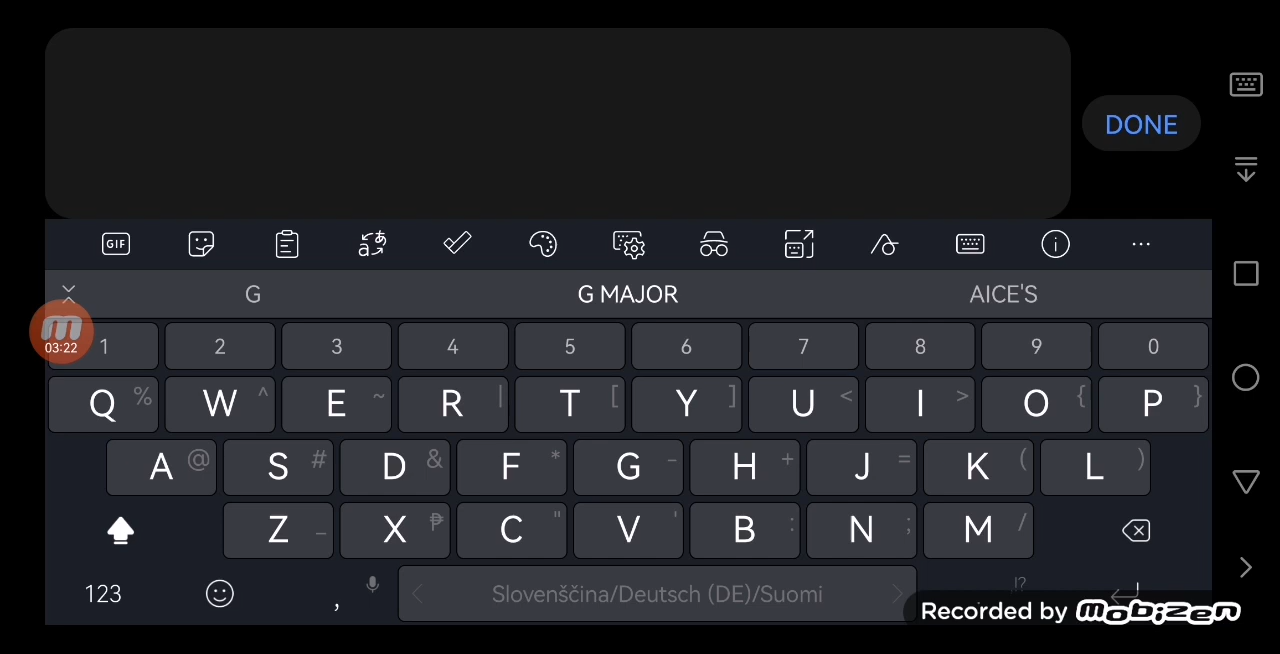 DONE
GIF
G G MAJOR AICE'S
03:22
1 2 3 4 5 6 7 8 9 0
Q % W ^ E ~ R | T [ Y ] U < I > O { P }
A @ S # D & F * G - H + J = K ( L )
Z _ X ₱ C " V ' B : N ; M /
123 , < Slovenščina/Deutsch (DE)/Suomi > !?
Recorded by mobizen